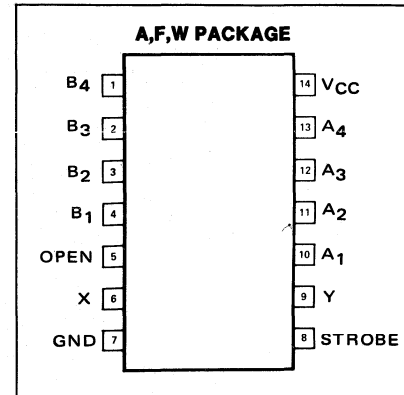 A,F,W PACKAGE
B4 1 14 VCC
B3 2 13 A4
B2 3 12 A3
B1 4 11 A2
OPEN 5 10 A1
X 6 9 Y
GND 7 8 STROBE